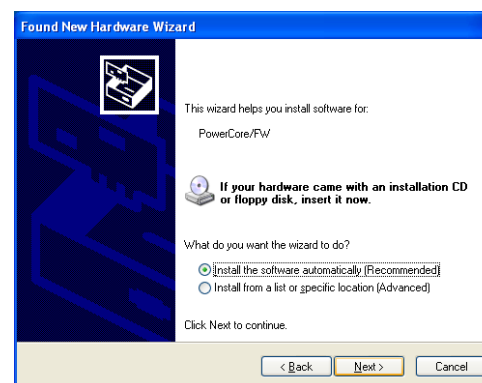 Found New Hardware Wizard
This wizard helps you install software for:
PowerCore/FW
If your hardware came with an installation CD
or floppy disk, insert it now.
What do you want the wizard to do?
Install the software automatically (Recommended)
Install from a list or specific location (Advanced)
Click Next to continue.
< Back Next > Cancel